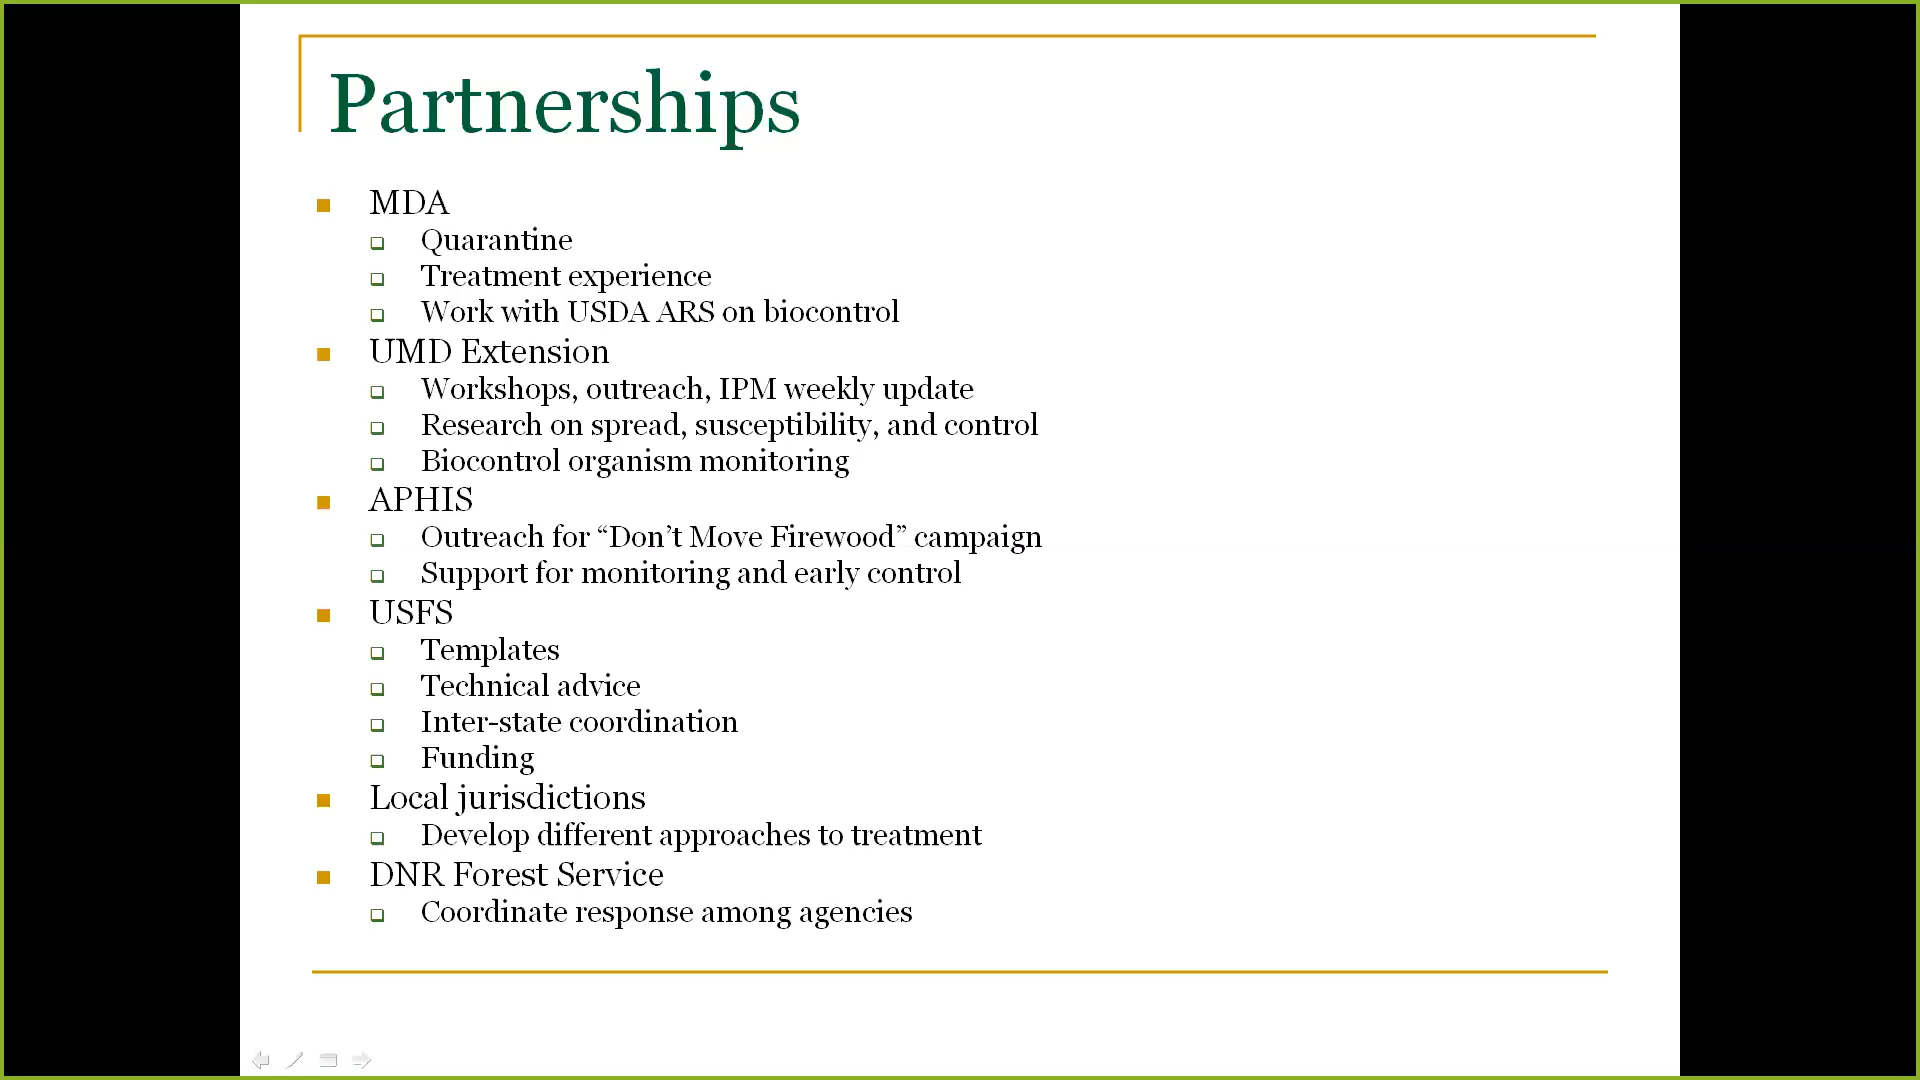 Partnerships
MDA
Quarantine
Treatment experience
Work with USDA ARS on biocontrol
UMD Extension
Workshops, outreach, IPM weekly update
Research on spread, susceptibility, and control
Biocontrol organism monitoring
APHIS
Outreach for “Don’t Move Firewood” campaign
Support for monitoring and early control
USFS
Templates
Technical advice
Inter-state coordination
Funding
Local jurisdictions
Develop different approaches to treatment
DNR Forest Service
Coordinate response among agencies